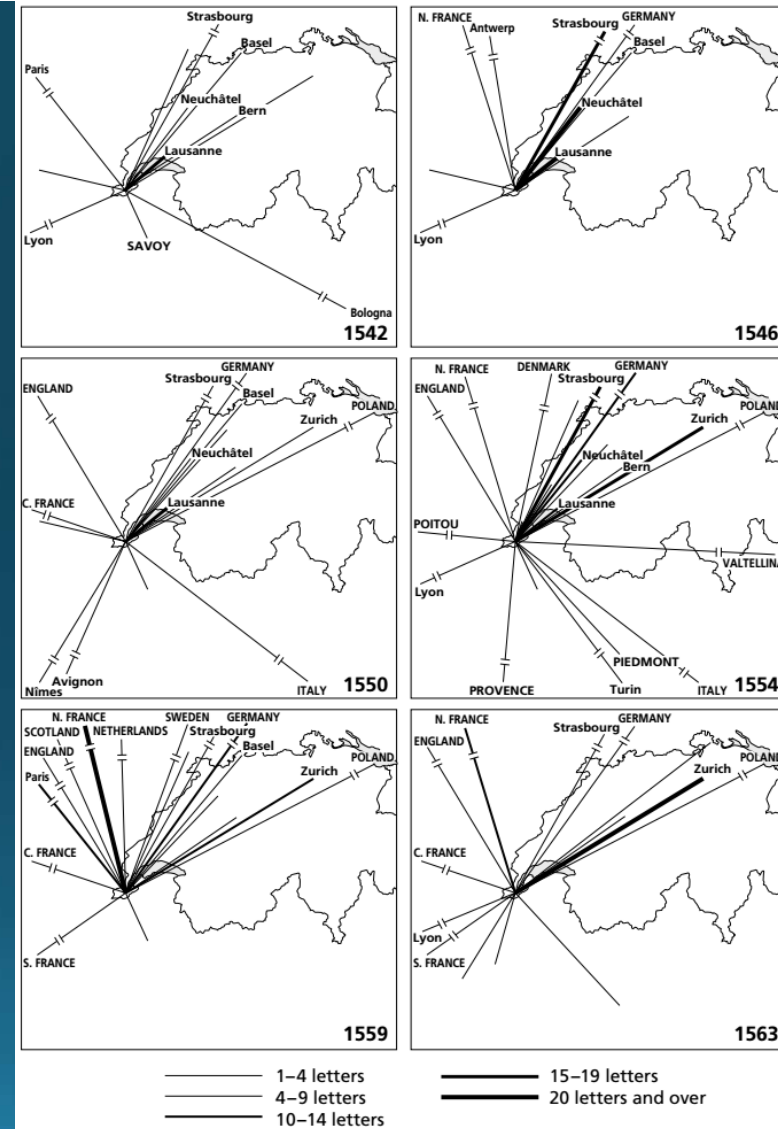 Strasbourg
Basel
Paris
Neuchâtel
Bern
Lausanne
Lyon
SAVOY
Bologna
1542
N. FRANCE
Antwerp
Strasbourg
GERMANY
Basel
Neuchâtel
Lausanne
Lyon
1546
ENGLAND
GERMANY
Strasbourg
Basel
POLAND
Zurich
Neuchâtel
Lausanne
C. FRANCE
Avignon
Nîmes
ITALY
1550
N. FRANCE
ENGLAND
DENMARK
GERMANY
Strasbourg
POLAND
Zurich
Neuchâtel
Bern
Lausanne
POITOU
VALTELLINA
Lyon
PIEDMONT
PROVENCE
Turin
ITALY
1554
N. FRANCE
SCOTLAND
NETHERLANDS
SWEDEN
GERMANY
ENGLAND
Strasbourg
Basel
POLAND
Paris
Zurich
C. FRANCE
S. FRANCE
1559
N. FRANCE
ENGLAND
GERMANY
Strasbourg
POLAND
Zurich
C. FRANCE
Lyon
S. FRANCE
1563
1–4 letters
4–9 letters
10–14 letters
15–19 letters
20 letters and over